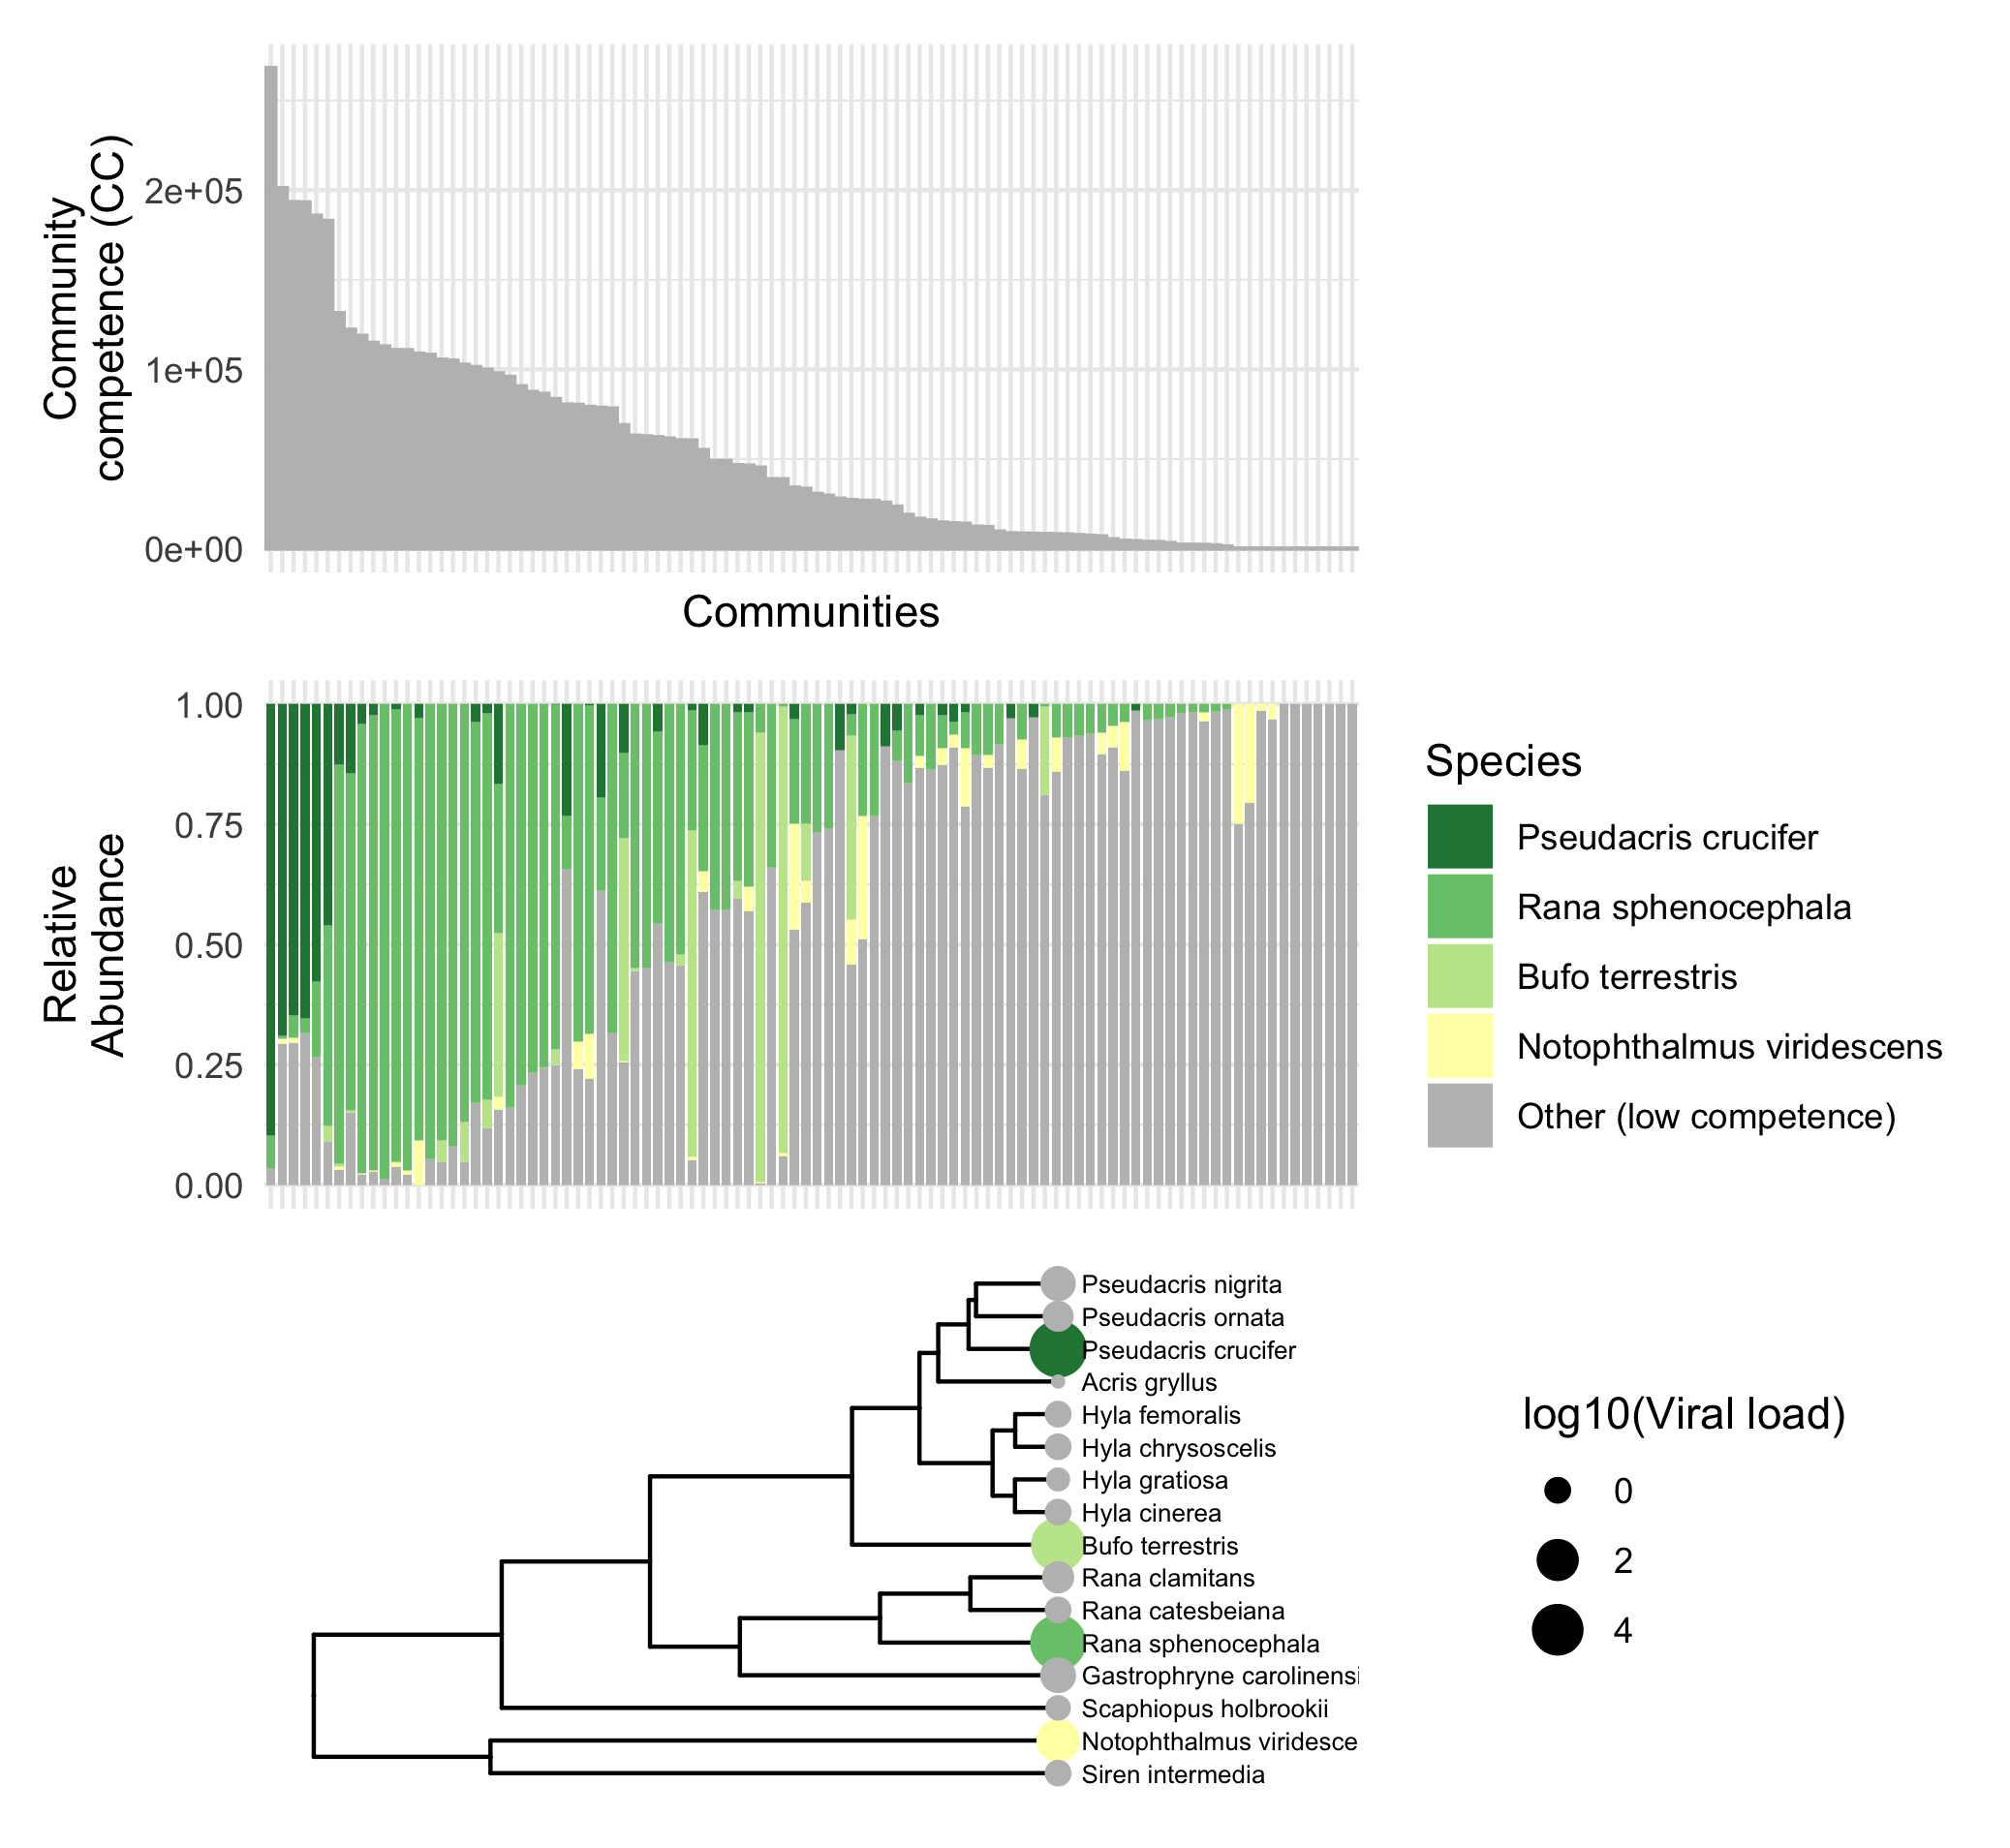 Community
competence (CC)
2e+05
1e+05
0e+00
Communities
Relative
Abundance
1.00
0.75
0.50
0.25
0.00
Species
Pseudacris crucifer
Rana sphenocephala
Bufo terrestris
Notophthalmus viridescens
Other (low competence)
Pseudacris nigrita
Pseudacris ornata
Pseudacris crucifer
Acris gryllus
Hyla femoralis
Hyla chrysoscelis
Hyla gratiosa
Hyla cinerea
Bufo terrestris
Rana clamitans
Rana catesbeiana
Rana sphenocephala
Gastrophryne carolinensi
Scaphiopus holbrookii
Notophthalmus viridesce
Siren intermedia
log10(Viral load)
0
2
4